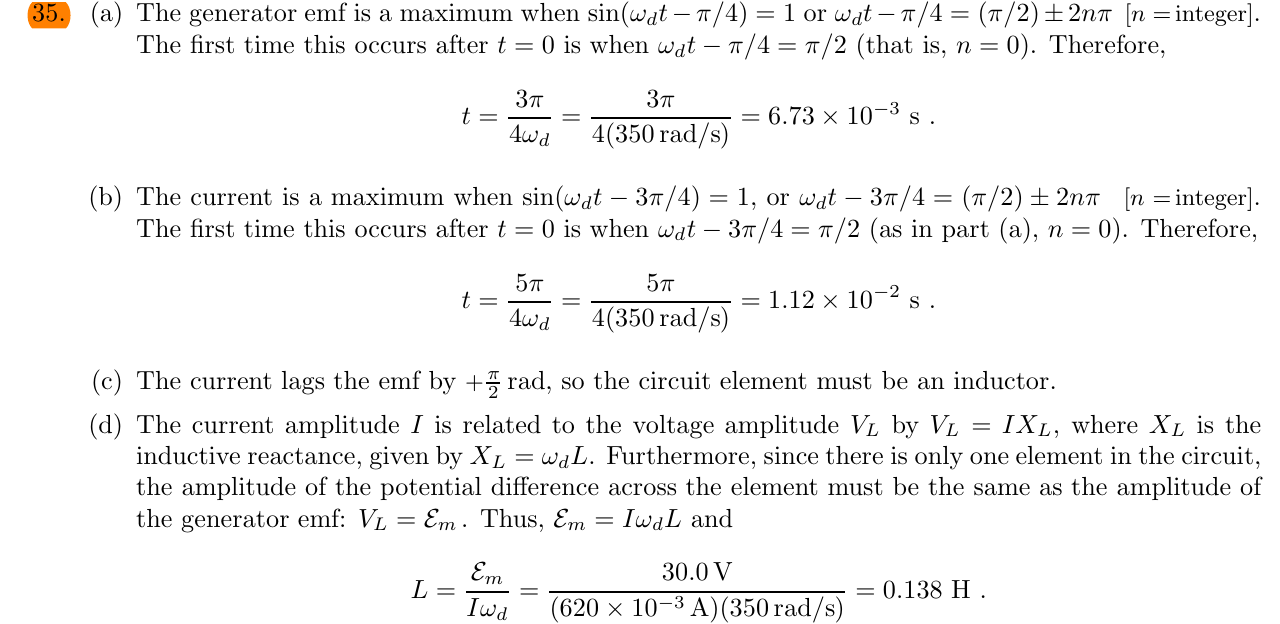 35. (a) The generator emf is a maximum when sin(ω_d t − π/4) = 1 or ω_d t − π/4 = (π/2) ± 2nπ [n = integer].
The first time this occurs after t = 0 is when ω_d t − π/4 = π/2 (that is, n = 0). Therefore,
t = 3π/4ω_d = 3π/4(350 rad/s) = 6.73 × 10⁻³ s .
(b) The current is a maximum when sin(ω_d t − 3π/4) = 1, or ω_d t − 3π/4 = (π/2) ± 2nπ [n = integer].
The first time this occurs after t = 0 is when ω_d t − 3π/4 = π/2 (as in part (a), n = 0). Therefore,
t = 5π/4ω_d = 5π/4(350 rad/s) = 1.12 × 10⁻² s .
(c) The current lags the emf by +π/2 rad, so the circuit element must be an inductor.
(d) The current amplitude I is related to the voltage amplitude V_L by V_L = IX_L, where X_L is the
inductive reactance, given by X_L = ω_d L. Furthermore, since there is only one element in the circuit,
the amplitude of the potential difference across the element must be the same as the amplitude of
the generator emf: V_L = ℰ_m . Thus, ℰ_m = Iω_d L and
L = ℰ_m/Iω_d = 30.0 V/(620 × 10⁻³ A)(350 rad/s) = 0.138 H .